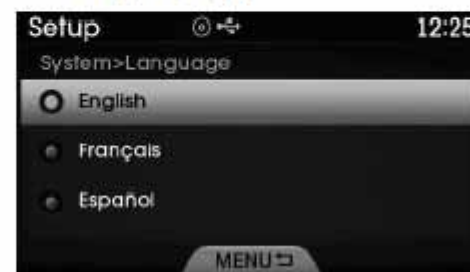 Setup 12:25
System>Language
English
Français
Español
MENU